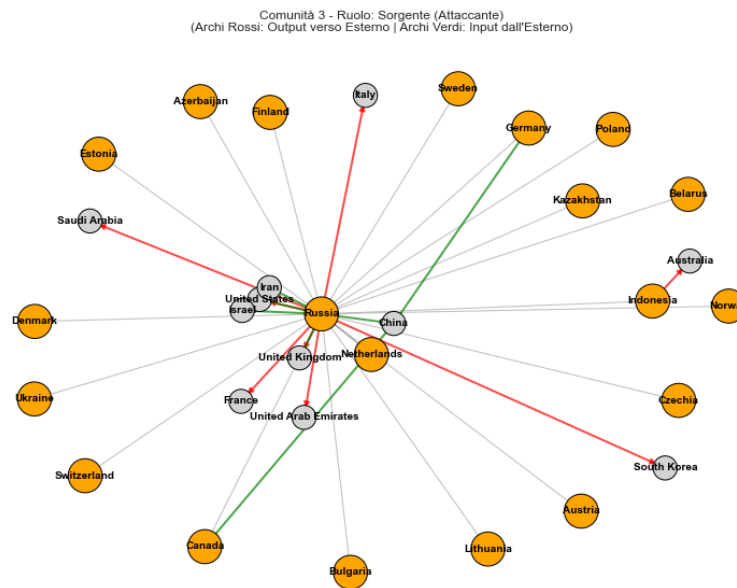 Comunità 3 - Ruolo: Sorgente (Attaccante)
(Archi Rossi: Output verso Esterno | Archi Verdi: Input dall'Esterno)
Italy
Sweden
Azerbaijan
Finland
Germany
Poland
Estonia
Kazakhstan
Belarus
Saudi Arabia
Australia
Iran
United States
Israel
Indonesia
Norwa
Russia
Denmark
China
United Kingdom
Netherlands
Ukraine
France
Czechia
United Arab Emirates
South Korea
Switzerland
Austria
Canada
Lithuania
Bulgaria